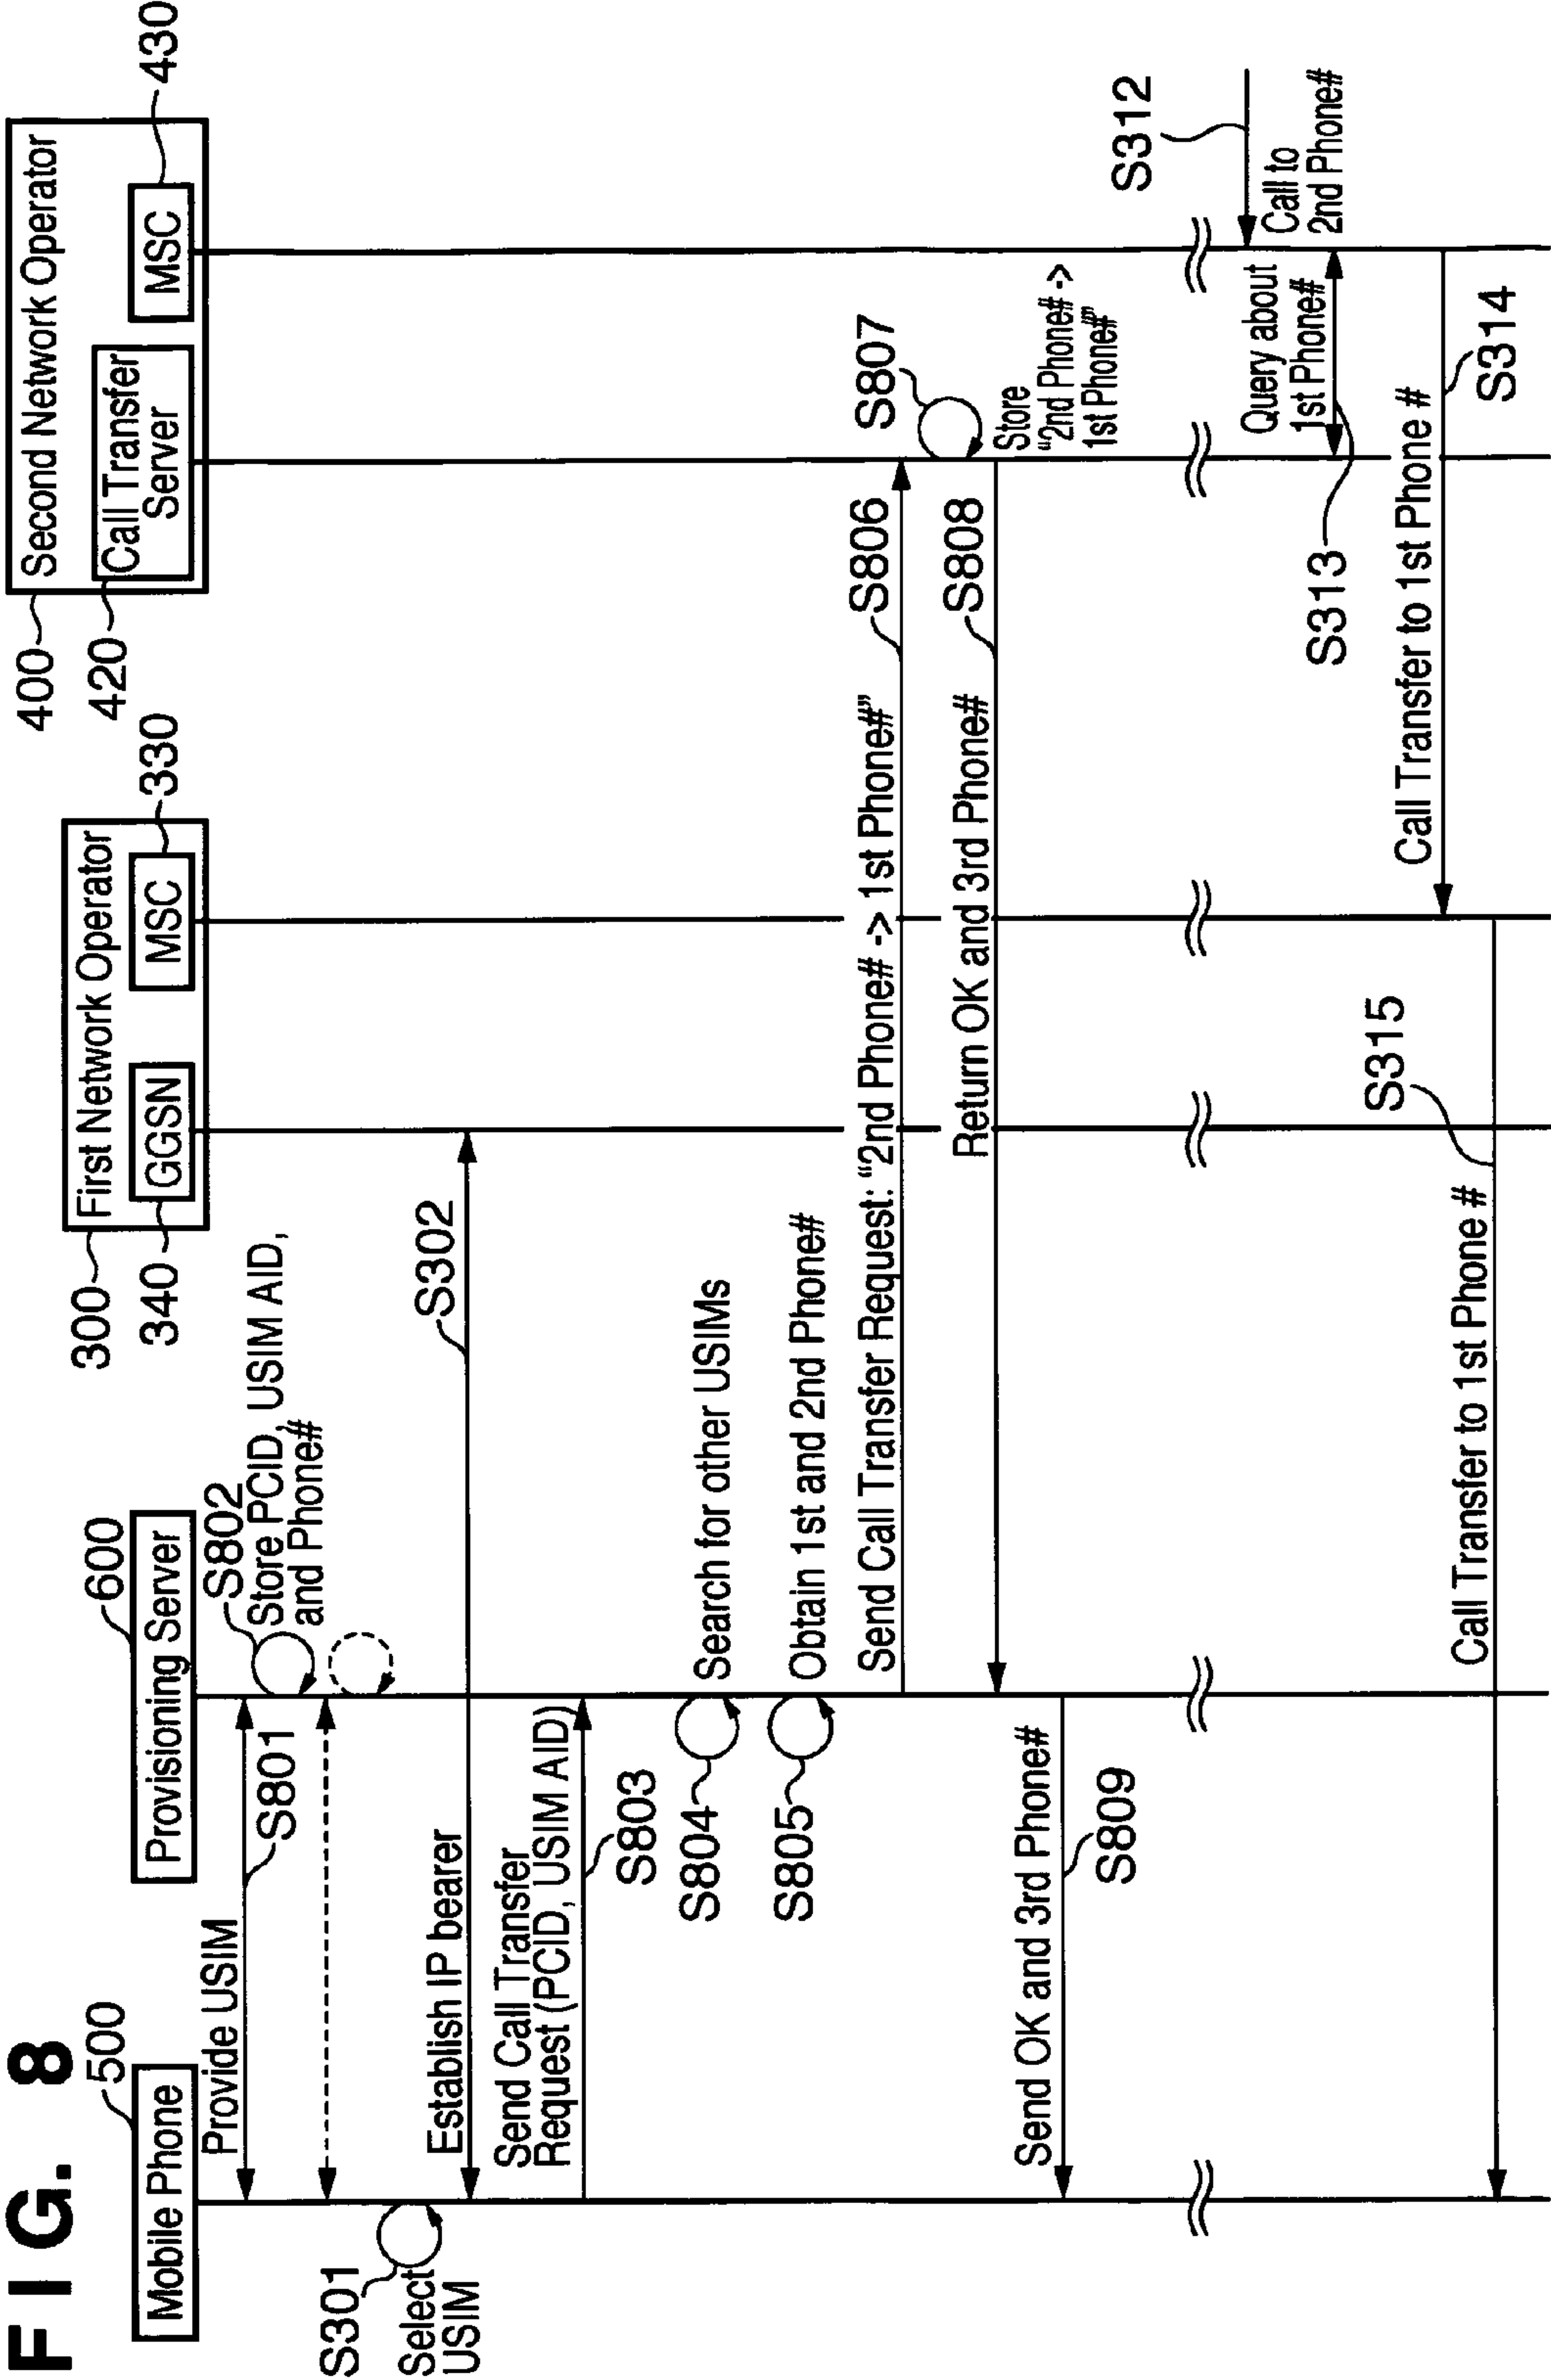 FIG. 8
Mobile Phone
500
Provisioning Server
600
First Network Operator
300
GGSN
340
MSC
330
Second Network Operator
400
Call Transfer
Server
420
MSC
430
Provide USIM
S801
S802
Store PCID, USIM AID,
and Phone#
S301
Select
USIM
Establish IP bearer
S302
Send Call Transfer
Request (PCID, USIM AID)
S803
S804
Search for other USIMs
S805
Obtain 1st and 2nd Phone#
Send Call Transfer Request: “2nd Phone# -> 1st Phone#”
S806
S807
Store
“2nd Phone# ->
1st Phone#”
Return OK and 3rd Phone#
S808
Send OK and 3rd Phone#
S809
S312
Call to
2nd Phone#
Query about
1st Phone#
S313
Call Transfer to 1st Phone #
S314
Call Transfer to 1st Phone #
S315